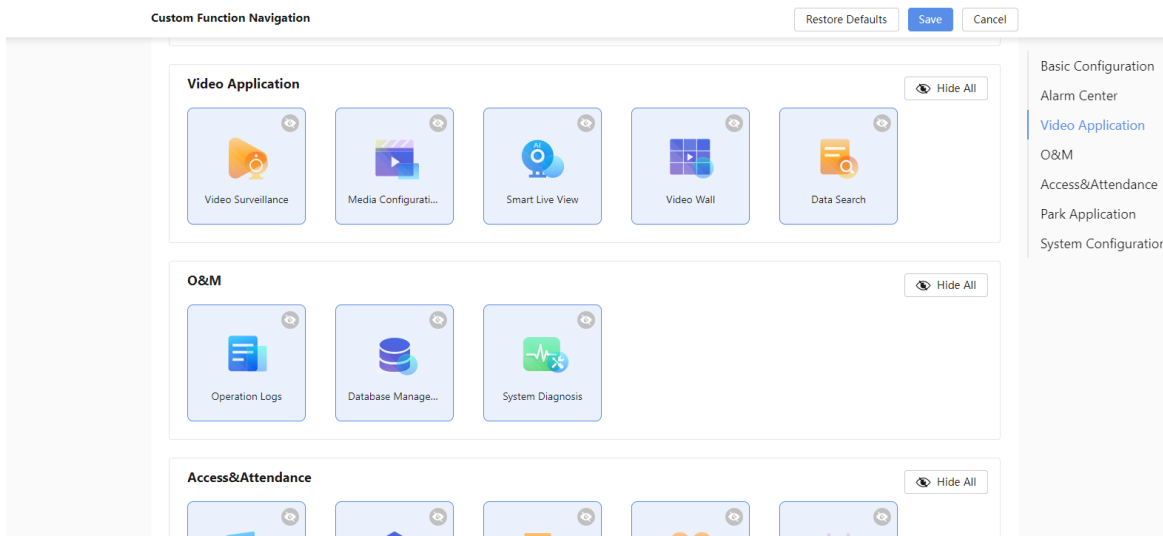 Custom Function Navigation
Restore Defaults
Save
Cancel
Video Application
Hide All
AI
Video Surveillance
Media Configurati...
Smart Live View
Video Wall
Data Search
O&M
Hide All
Operation Logs
Database Manage...
System Diagnosis
Access&Attendance
Hide All
Basic Configuration
Alarm Center
Video Application
O&M
Access&Attendance
Park Application
System Configuration